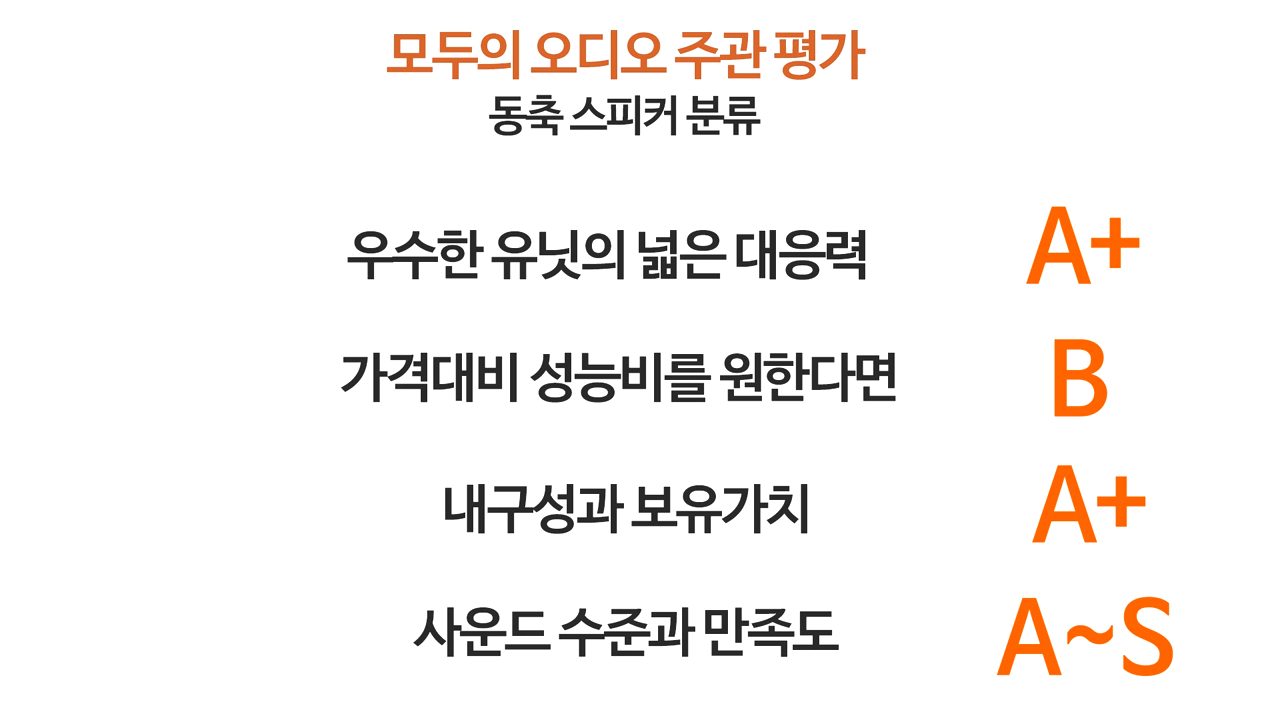 모두의 오디오 주관 평가
동축 스피커 분류
우수한 유닛의 넓은 대응력 A+
가격대비 성능비를 원한다면 B
내구성과 보유가치 A+
사운드 수준과 만족도 A~S